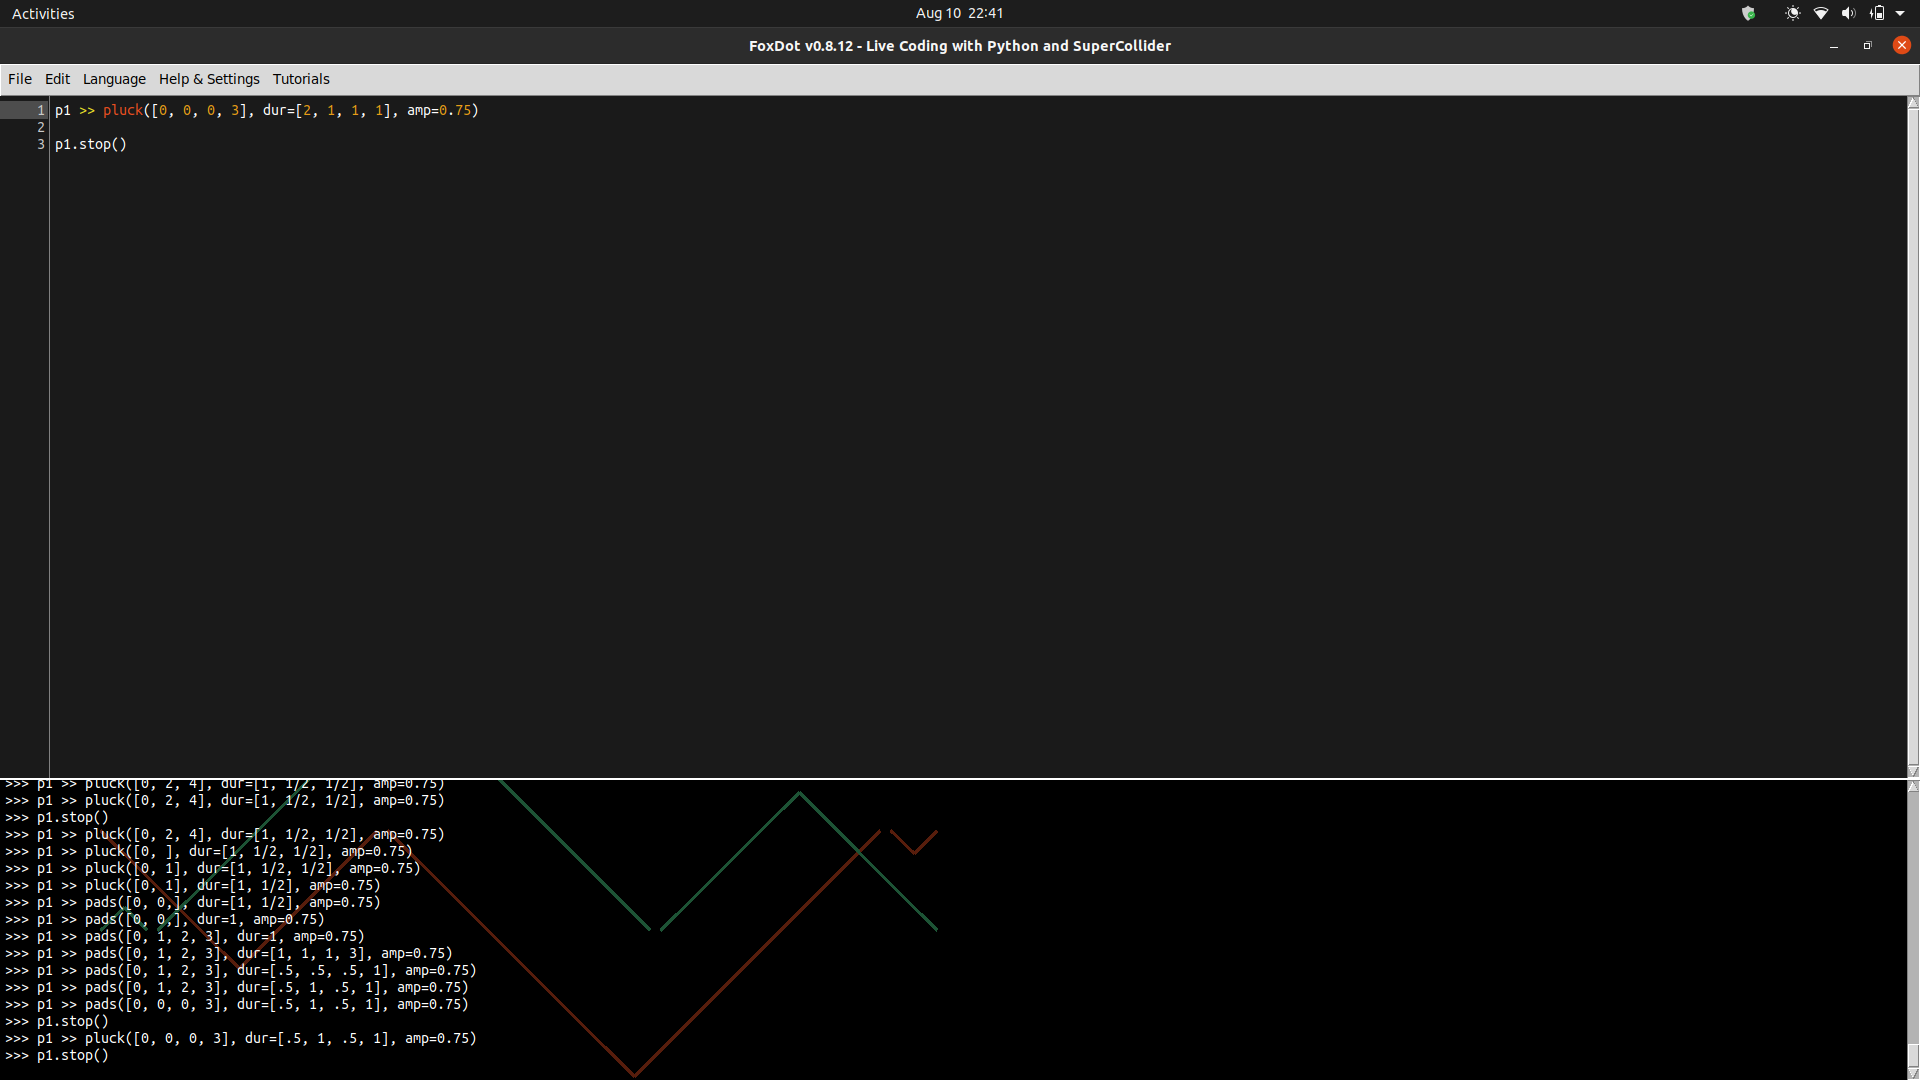 Activities
Aug 10 22:41
FoxDot v0.8.12 - Live Coding with Python and SuperCollider
File Edit Language Help & Settings Tutorials
1 p1 >> pluck([0, 0, 0, 3], dur=[2, 1, 1, 1], amp=0.75)
2
3 p1.stop()
>>> p1 >> pluck([0, 2, 4], dur=[1, 1/2, 1/2], amp=0.75)
>>> p1 >> pluck([0, 2, 4], dur=[1, 1/2, 1/2], amp=0.75)
>>> p1.stop()
>>> p1 >> pluck([0, 2, 4], dur=[1, 1/2, 1/2], amp=0.75)
>>> p1 >> pluck([0, ], dur=[1, 1/2, 1/2], amp=0.75)
>>> p1 >> pluck([0, 1], dur=[1, 1/2, 1/2], amp=0.75)
>>> p1 >> pluck([0, 1], dur=[1, 1/2], amp=0.75)
>>> p1 >> pads([0, 0,], dur=[1, 1/2], amp=0.75)
>>> p1 >> pads([0, 0,], dur=1, amp=0.75)
>>> p1 >> pads([0, 1, 2, 3], dur=1, amp=0.75)
>>> p1 >> pads([0, 1, 2, 3], dur=[1, 1, 1, 3], amp=0.75)
>>> p1 >> pads([0, 1, 2, 3], dur=[.5, .5, .5, 1], amp=0.75)
>>> p1 >> pads([0, 1, 2, 3], dur=[.5, 1, .5, 1], amp=0.75)
>>> p1 >> pads([0, 0, 0, 3], dur=[.5, 1, .5, 1], amp=0.75)
>>> p1.stop()
>>> p1 >> pluck([0, 0, 0, 3], dur=[.5, 1, .5, 1], amp=0.75)
>>> p1.stop()